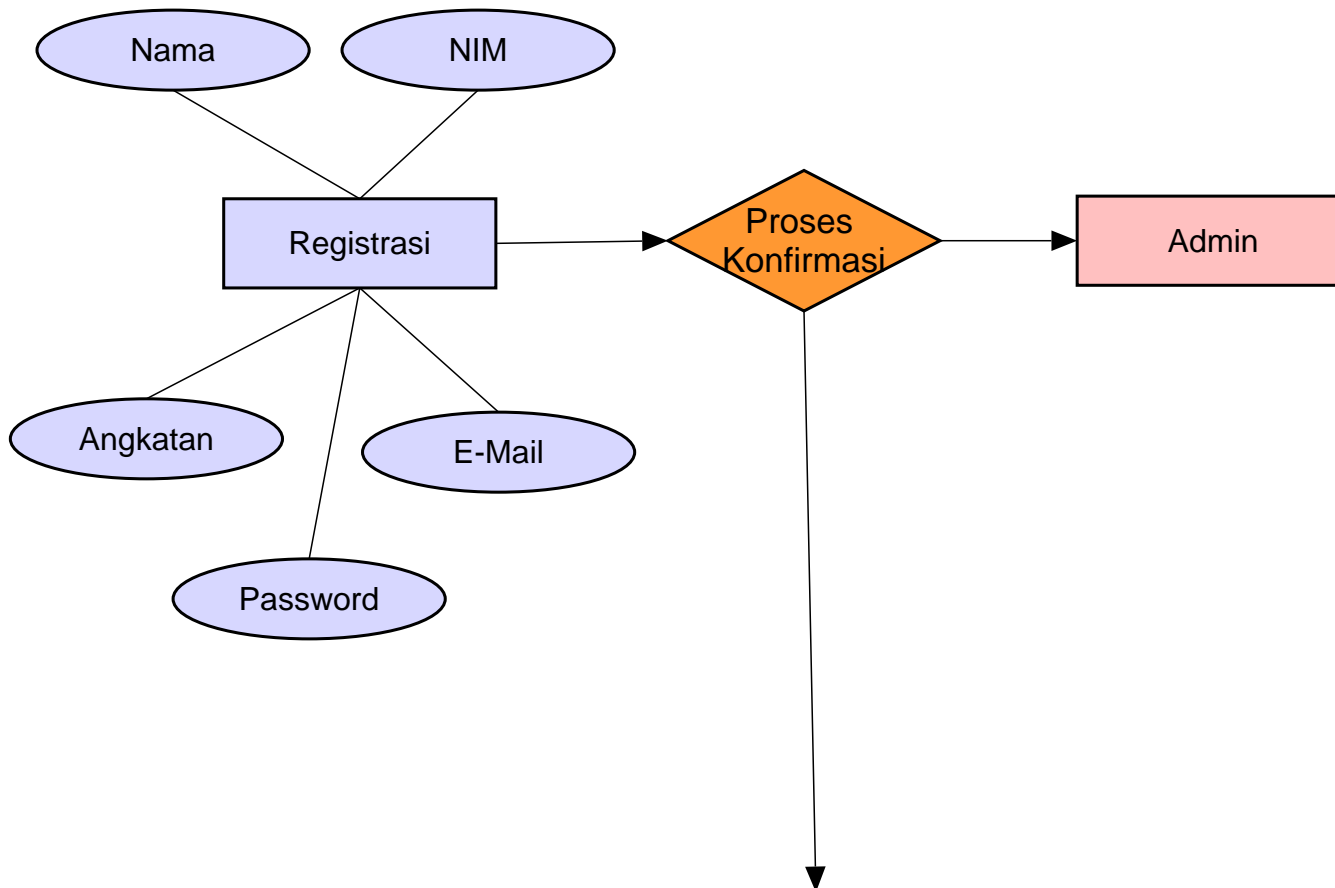 Nama
NIM
Registrasi
Proses
Konfirmasi
Admin
Angkatan
E-Mail
Password